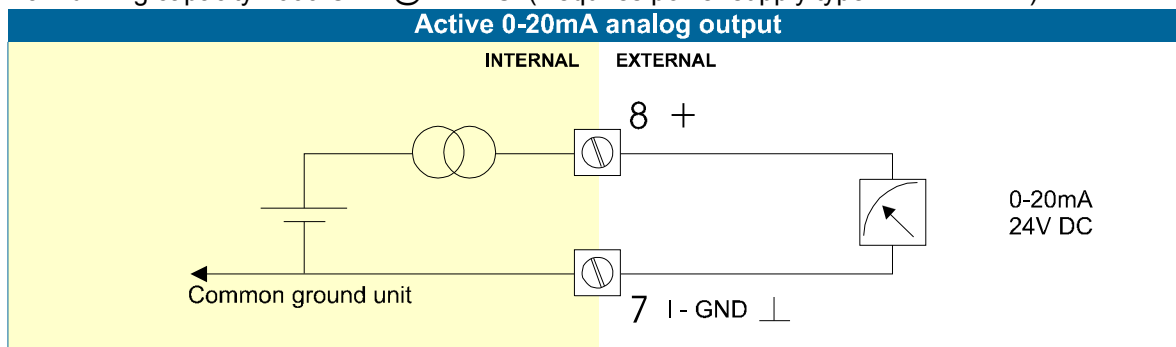 Active 0-20mA analog output
INTERNAL EXTERNAL
8 +
0-20mA
24V DC
Common ground unit
7 I - GND ⊥